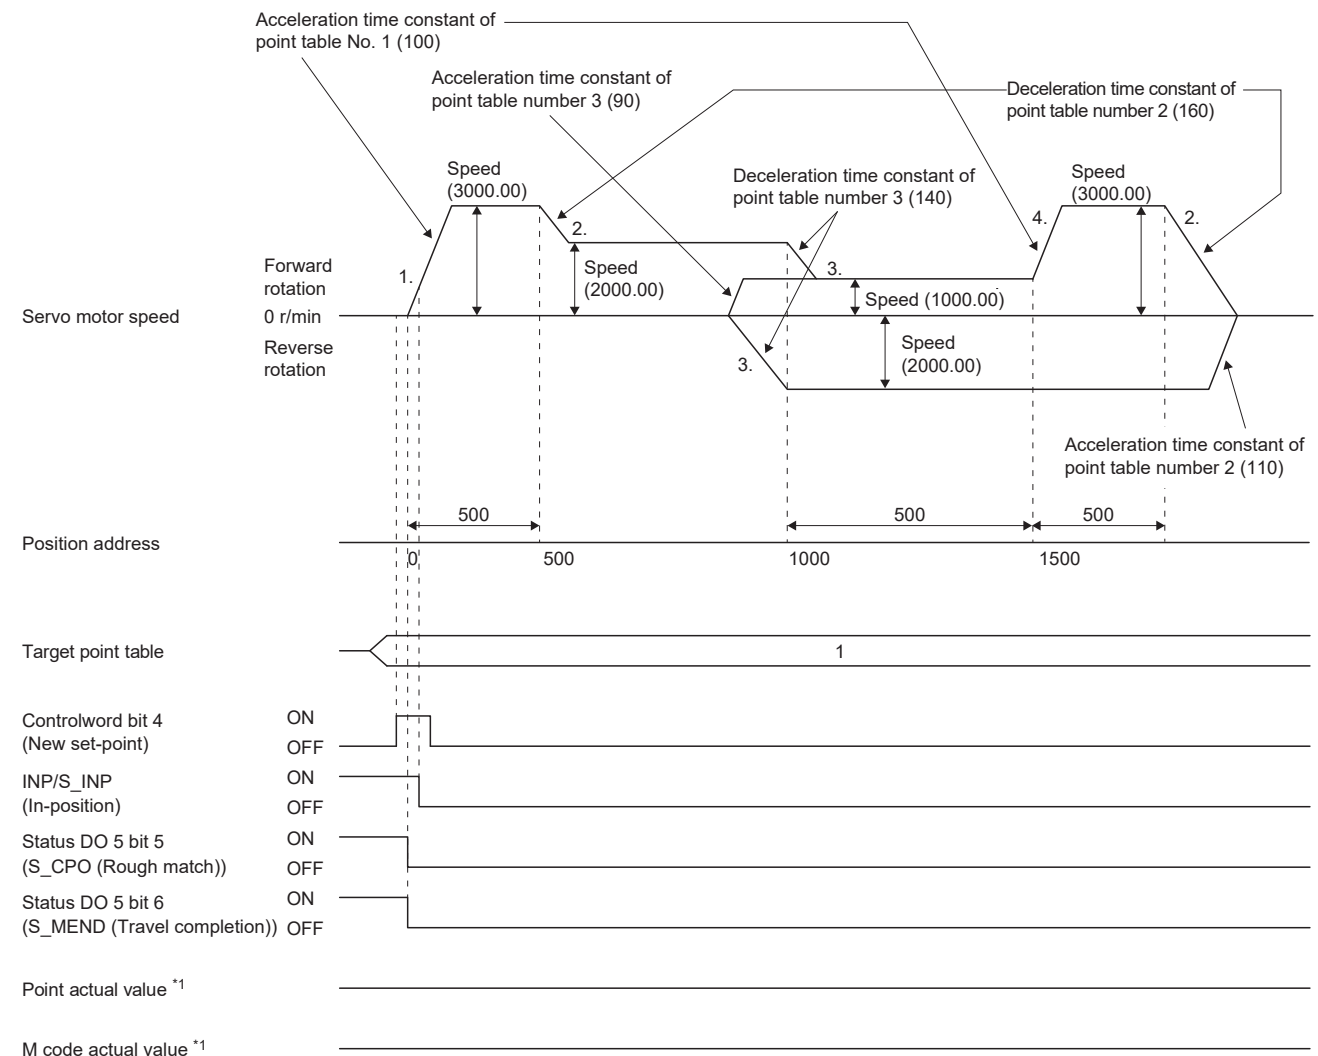 Acceleration time constant of
point table No. 1 (100)
Acceleration time constant of
point table number 3 (90)
Deceleration time constant of
point table number 2 (160)
Deceleration time constant of
point table number 3 (140)
Speed
(3000.00)
Speed
(3000.00)
1.
2.
3.
4.
2.
Speed
(2000.00)
Speed (1000.00)
Forward
rotation
Servo motor speed
0 r/min
Reverse
rotation
3.
Speed
(2000.00)
Acceleration time constant of
point table number 2 (110)
500
500
500
Position address
0
500
1000
1500
Target point table
1
Controlword bit 4
(New set-point)
ON
OFF
INP/S_INP
(In-position)
ON
OFF
Status DO 5 bit 5
(S_CPO (Rough match))
ON
OFF
Status DO 5 bit 6
(S_MEND (Travel completion))
ON
OFF
Point actual value *1
M code actual value *1